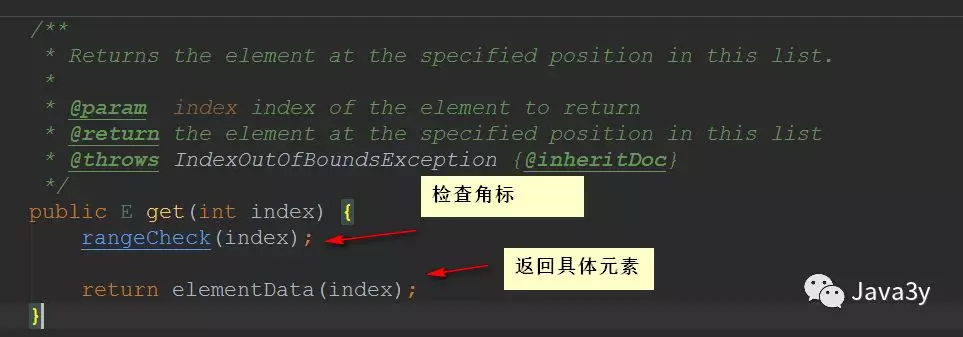 /**
 * Returns the element at the specified position in this list.
 *
 * @param  index index of the element to return
 * @return the element at the specified position in this list
 * @throws IndexOutOfBoundsException {@inheritDoc}
 */
检查角标
public E get(int index) {
    rangeCheck(index);
返回具体元素
    return elementData(index);
}
Java3y